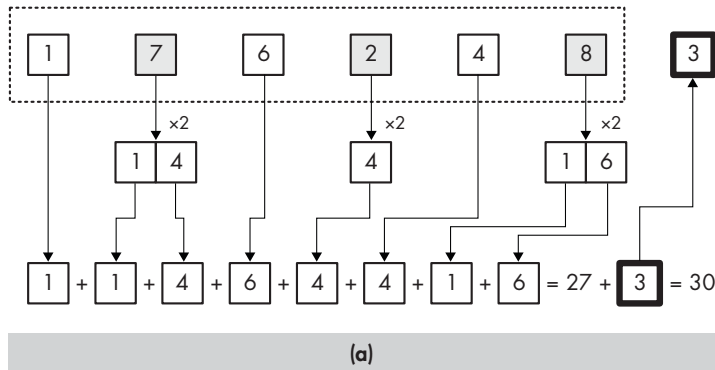 1 7 6 2 4 8 3
×2 ×2 ×2
1 4 4 1 6
1 + 1 + 4 + 6 + 4 + 4 + 1 + 6 = 27 + 3 = 30
(a)